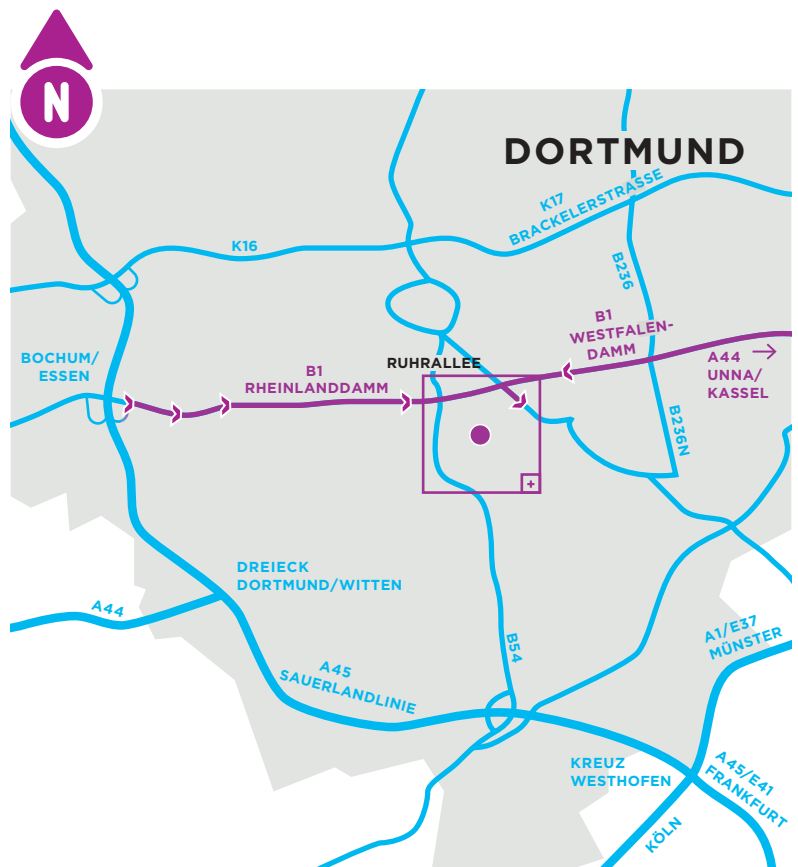 N
DORTMUND
K17
BRACKELERSTRASSE
K16
B236
B1
WESTFALEN-
DAMM
BOCHUM/
ESSEN
RUHRALLEE
B1
RHEINLANDDAMM
A44 →
UNNA/
KASSEL
B236N
+
DREIECK
DORTMUND/WITTEN
A44
B54
A1/E37
MÜNSTER
A45
SAUERLANDLINIE
KREUZ
WESTHOFEN
A45/E41
FRANKFURT
KÖLN